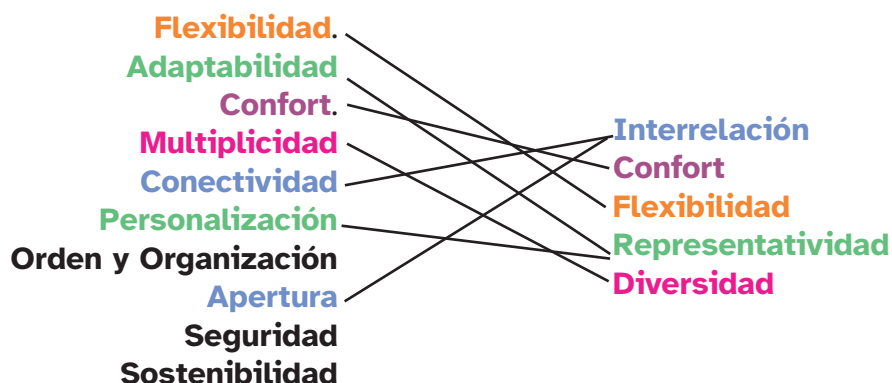 Flexibilidad.
Adaptabilidad
Confort.
Multiplicidad
Conectividad
Personalización
Orden y Organización
Apertura
Seguridad
Sostenibilidad
Interrelación
Confort
Flexibilidad
Representatividad
Diversidad